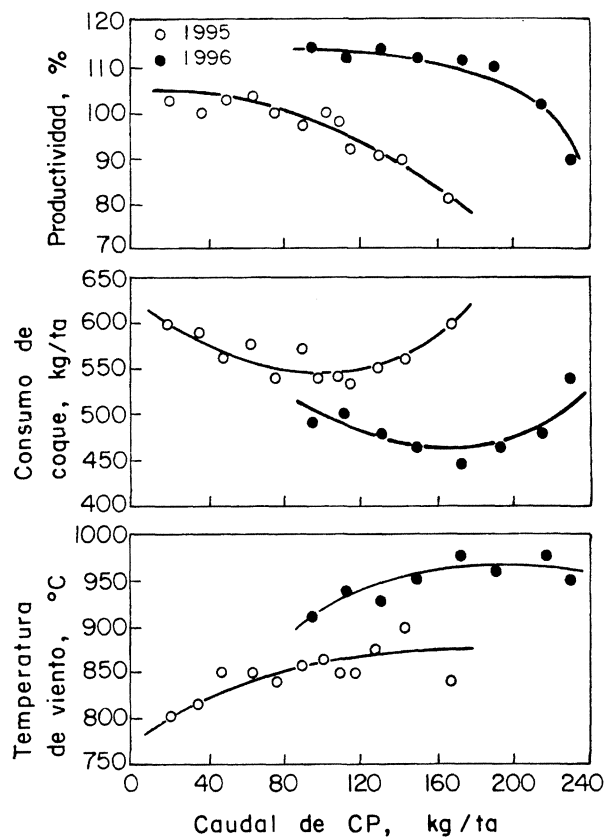 1995
1996
120
110
100
90
80
70
Productividad, %
650
600
550
500
450
400
Consumo de
coque, kg/ta
1000
950
900
850
800
750
Temperatura
de viento, °C
0 40 80 120 160 200 240
Caudal de CP, kg/ta